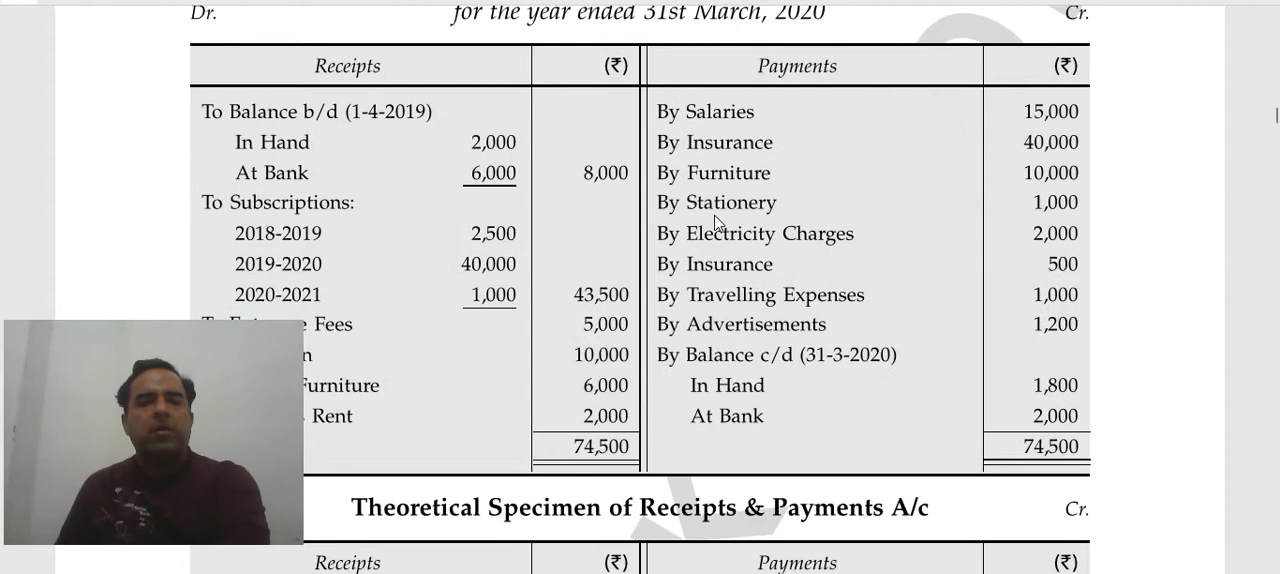 Dr. for the year ended 31st March, 2020 Cr.
Receipts (₹) Payments (₹)
To Balance b/d (1-4-2019) By Salaries 15,000
In Hand 2,000 By Insurance 40,000
At Bank 6,000 8,000 By Furniture 10,000
To Subscriptions: By Stationery 1,000
2018-2019 2,500 By Electricity Charges 2,000
2019-2020 40,000 By Insurance 500
2020-2021 1,000 43,500 By Travelling Expenses 1,000
Fees 5,000 By Advertisements 1,200
10,000 By Balance c/d (31-3-2020)
Furniture 6,000 In Hand 1,800
Rent 2,000 At Bank 2,000
74,500 74,500
Theoretical Specimen of Receipts & Payments A/c Cr.
Receipts (₹) Payments (₹)